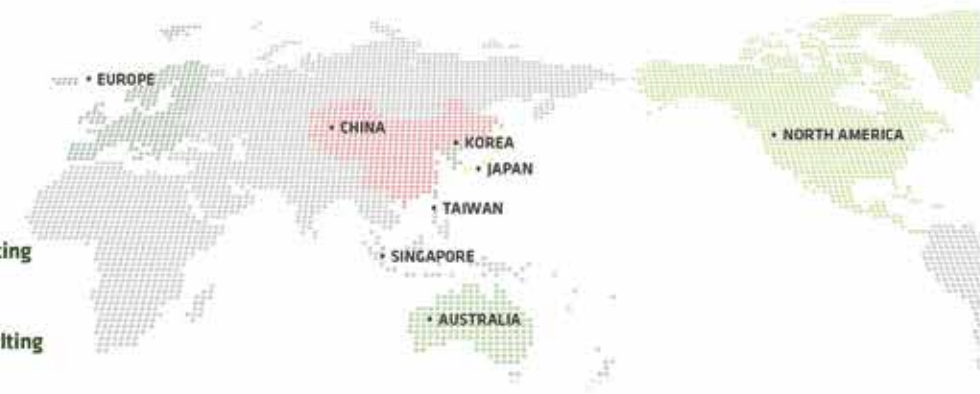 • EUROPE
• CHINA
• NORTH AMERICA
• KOREA
• JAPAN
• TAIWAN
• SINGAPORE
• AUSTRALIA